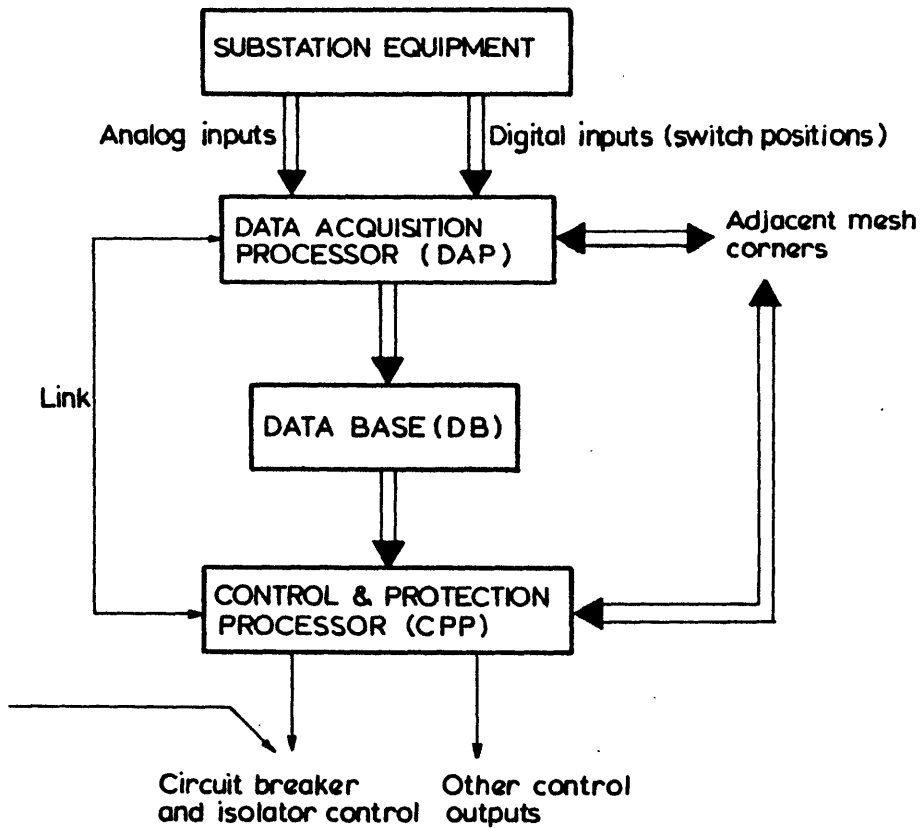 SUBSTATION EQUIPMENT
Analog inputs
Digital inputs (switch positions)
DATA ACQUISITION
PROCESSOR (DAP)
Adjacent mesh
corners
Link
DATA BASE (DB)
CONTROL & PROTECTION
PROCESSOR (CPP)
Circuit breaker
and isolator control
Other control
outputs